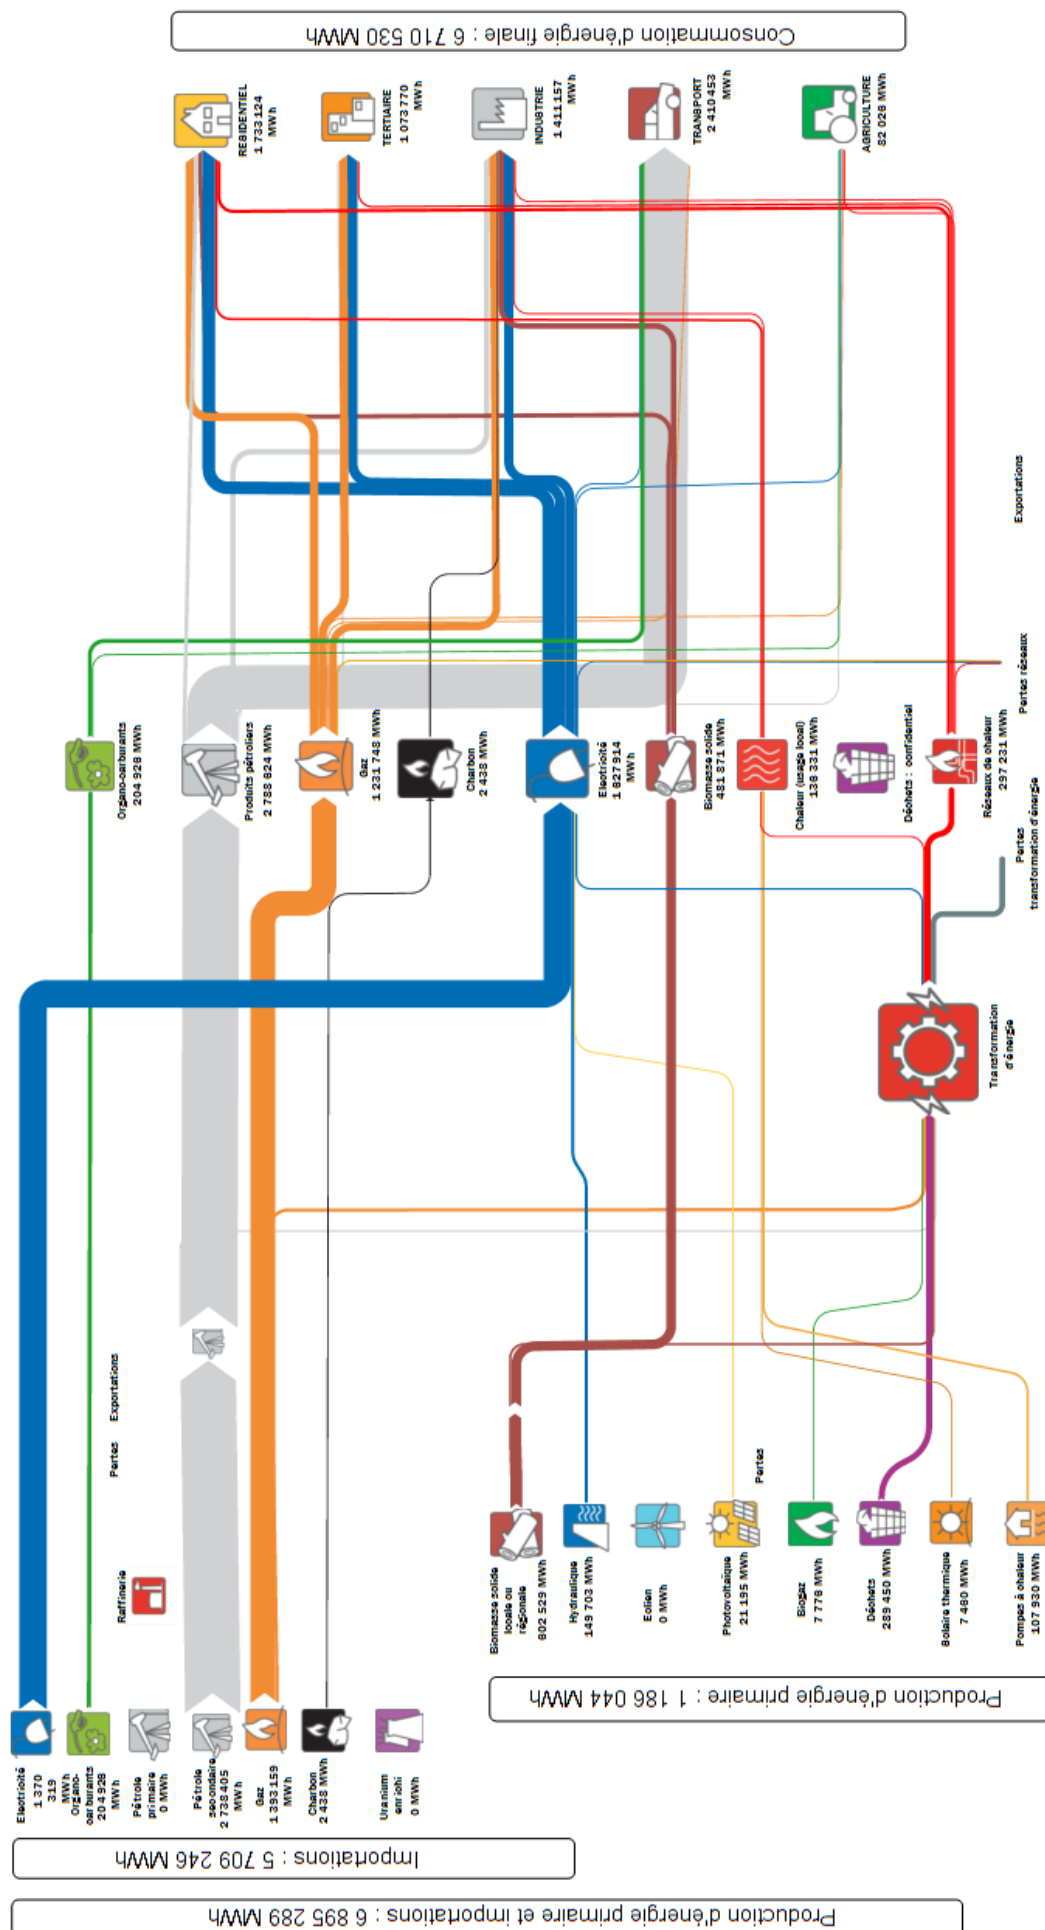 Production d'énergie primaire et importations : 6 895 289 MWh
Importations : 5 709 246 MWh
Production d'énergie primaire : 1 186 044 MWh
Consommation d'énergie finale : 6 710 530 MWh
Electricité
1 370
319
MWh
Organo-
carburants
204 928
MWh
Pétrole
primaire
0 MWh
Pétrole
secondaire
2 738 405
MWh
Gaz
1 393 159
MWh
Charbon
2 438 MWh
Uranium
enrichi
0 MWh
Raffinerie
Pertes
Exportations
Biomasse solide
locale ou
régionale
602 529 MWh
Hydraulique
149 703 MWh
Eolien
0 MWh
Photovoltaïque
21 195 MWh
Biogaz
7 778 MWh
Déchets
289 450 MWh
Solaire thermique
7 460 MWh
Pompes à chaleur
107 930 MWh
Pertes
Transformation
d'énergie
Pertes
transformation d'énergie
Organo-carburants
204 928 MWh
Produits pétroliers
2 788 624 MWh
Gaz
1 231 748 MWh
Charbon
2 438 MWh
Electricité
1 627 914
MWh
Biomasse solide
481 871 MWh
Chaleur (usage local)
136 331 MWh
Déchets : confidentiel
Réseaux de chaleur
297 231 MWh
Pertes réseaux
Exportations
RESIDENTIEL
1 733 124
MWh
TERTIAIRE
1 073 770
MWh
INDUSTRIE
1 411 157
MWh
TRANSPORT
2 410 453
MWh
AGRICULTURE
82 026 MWh